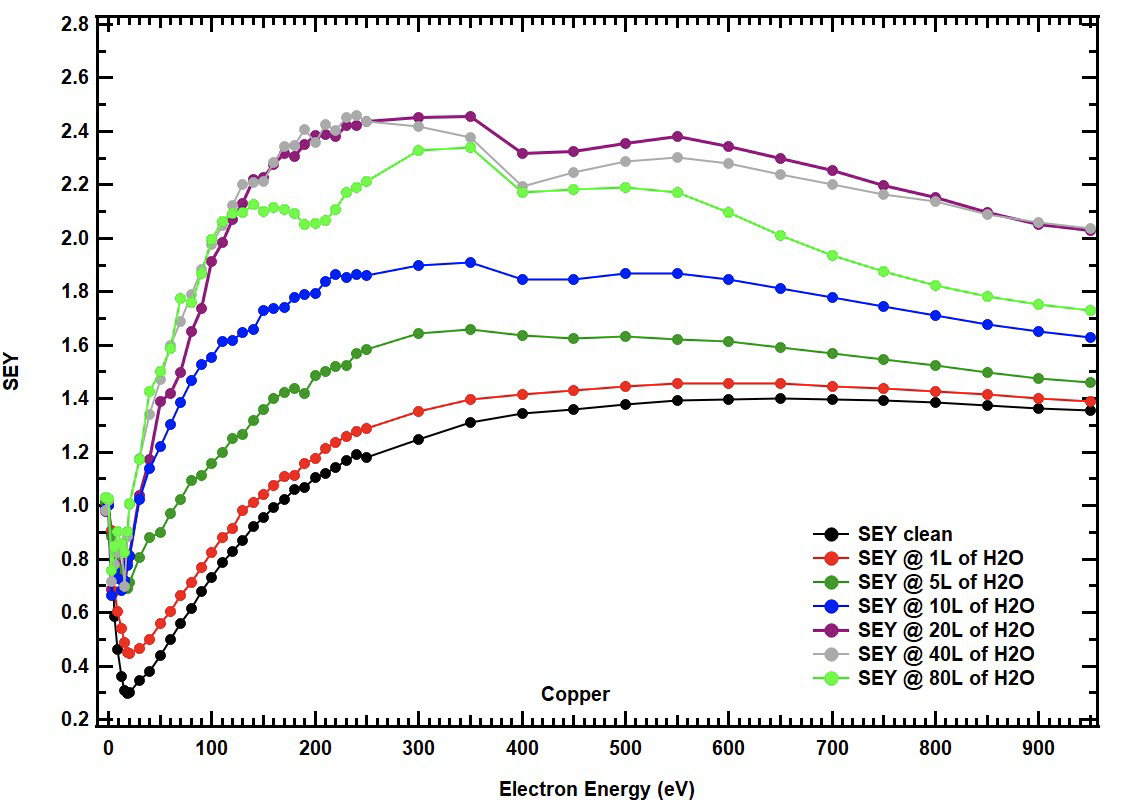 2.8
2.6
2.4
2.2
2.0
1.8
1.6
1.4
1.2
1.0
0.8
0.6
0.4
0.2
SEY
SEY clean
SEY @ 1L of H2O
SEY @ 5L of H2O
SEY @ 10L of H2O
SEY @ 20L of H2O
SEY @ 40L of H2O
SEY @ 80L of H2O
Copper
0 100 200 300 400 500 600 700 800 900
Electron Energy (eV)